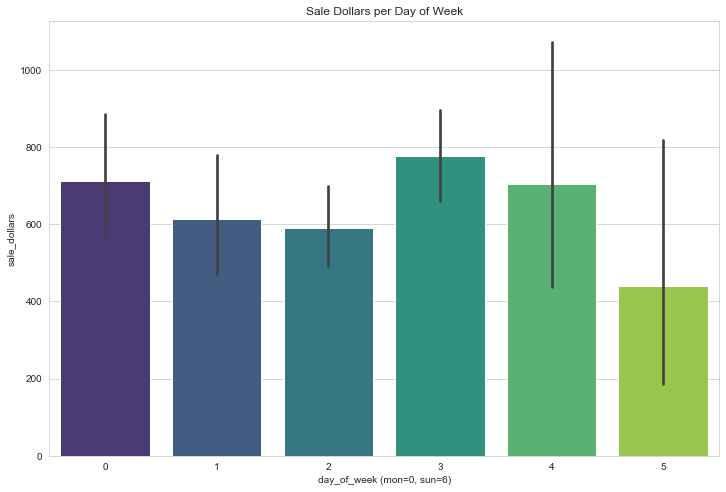 Sale Dollars per Day of Week
sale_dollars
1000
800
600
400
200
0
0 1 2 3 4 5
day_of_week (mon=0, sun=6)